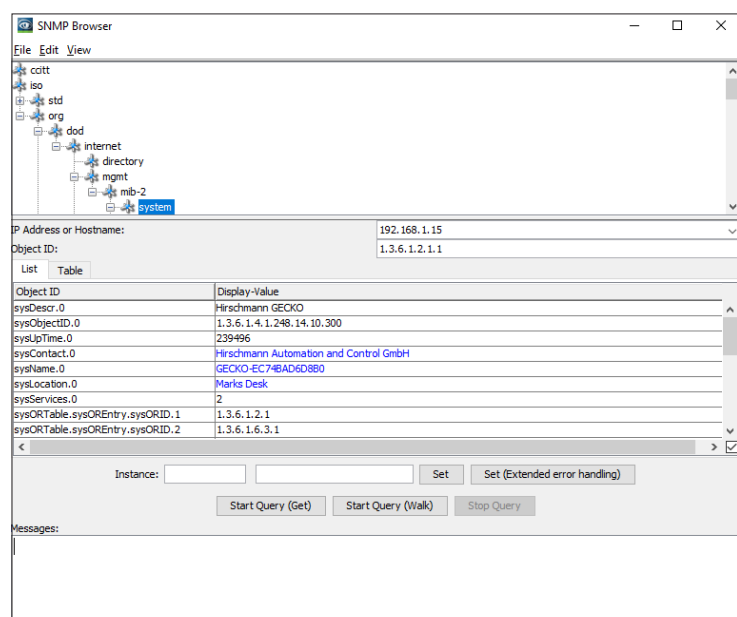 SNMP Browser
File Edit View
ccitt
iso
std
org
dod
internet
directory
mgmt
mib-2
system
IP Address or Hostname: 192.168.1.15
Object ID: 1.3.6.1.2.1.1
List Table
Object ID Display-Value
sysDescr.0 Hirschmann GECKO
sysObjectID.0 1.3.6.1.4.1.248.14.10.300
sysUpTime.0 239496
sysContact.0 Hirschmann Automation and Control GmbH
sysName.0 GECKO-EC74BAD6D8B0
sysLocation.0 Marks Desk
sysServices.0 2
sysORTable.sysOREntry.sysORID.1 1.3.6.1.2.1
sysORTable.sysOREntry.sysORID.2 1.3.6.1.6.3.1
Instance: Set Set (Extended error handling)
Start Query (Get) Start Query (Walk) Stop Query
Messages: